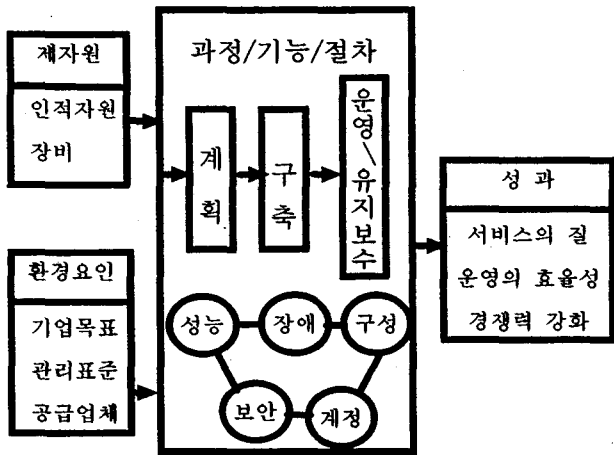 제자원
인적자원
장비
환경요인
기업목표
관리표준
공급업체
과정/기능/절차
계획
구축
운영\유지보수
성능
장애
구성
보안
계정
성 과
서비스의 질
운영의 효율성
경쟁력 강화